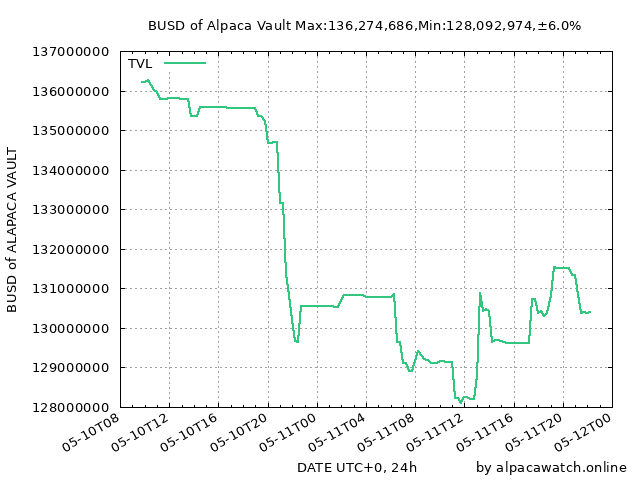 BUSD of Alpaca Vault Max:136,274,686,Min:128,092,974,±6.0%
TVL
137000000
136000000
135000000
134000000
133000000
132000000
131000000
130000000
129000000
128000000
BUSD of ALAPACA VAULT
05-10T08
05-10T12
05-10T16
05-10T20
05-11T00
05-11T04
05-11T08
05-11T12
05-11T16
05-11T20
05-12T00
DATE UTC+0, 24h
by alpacawatch.online